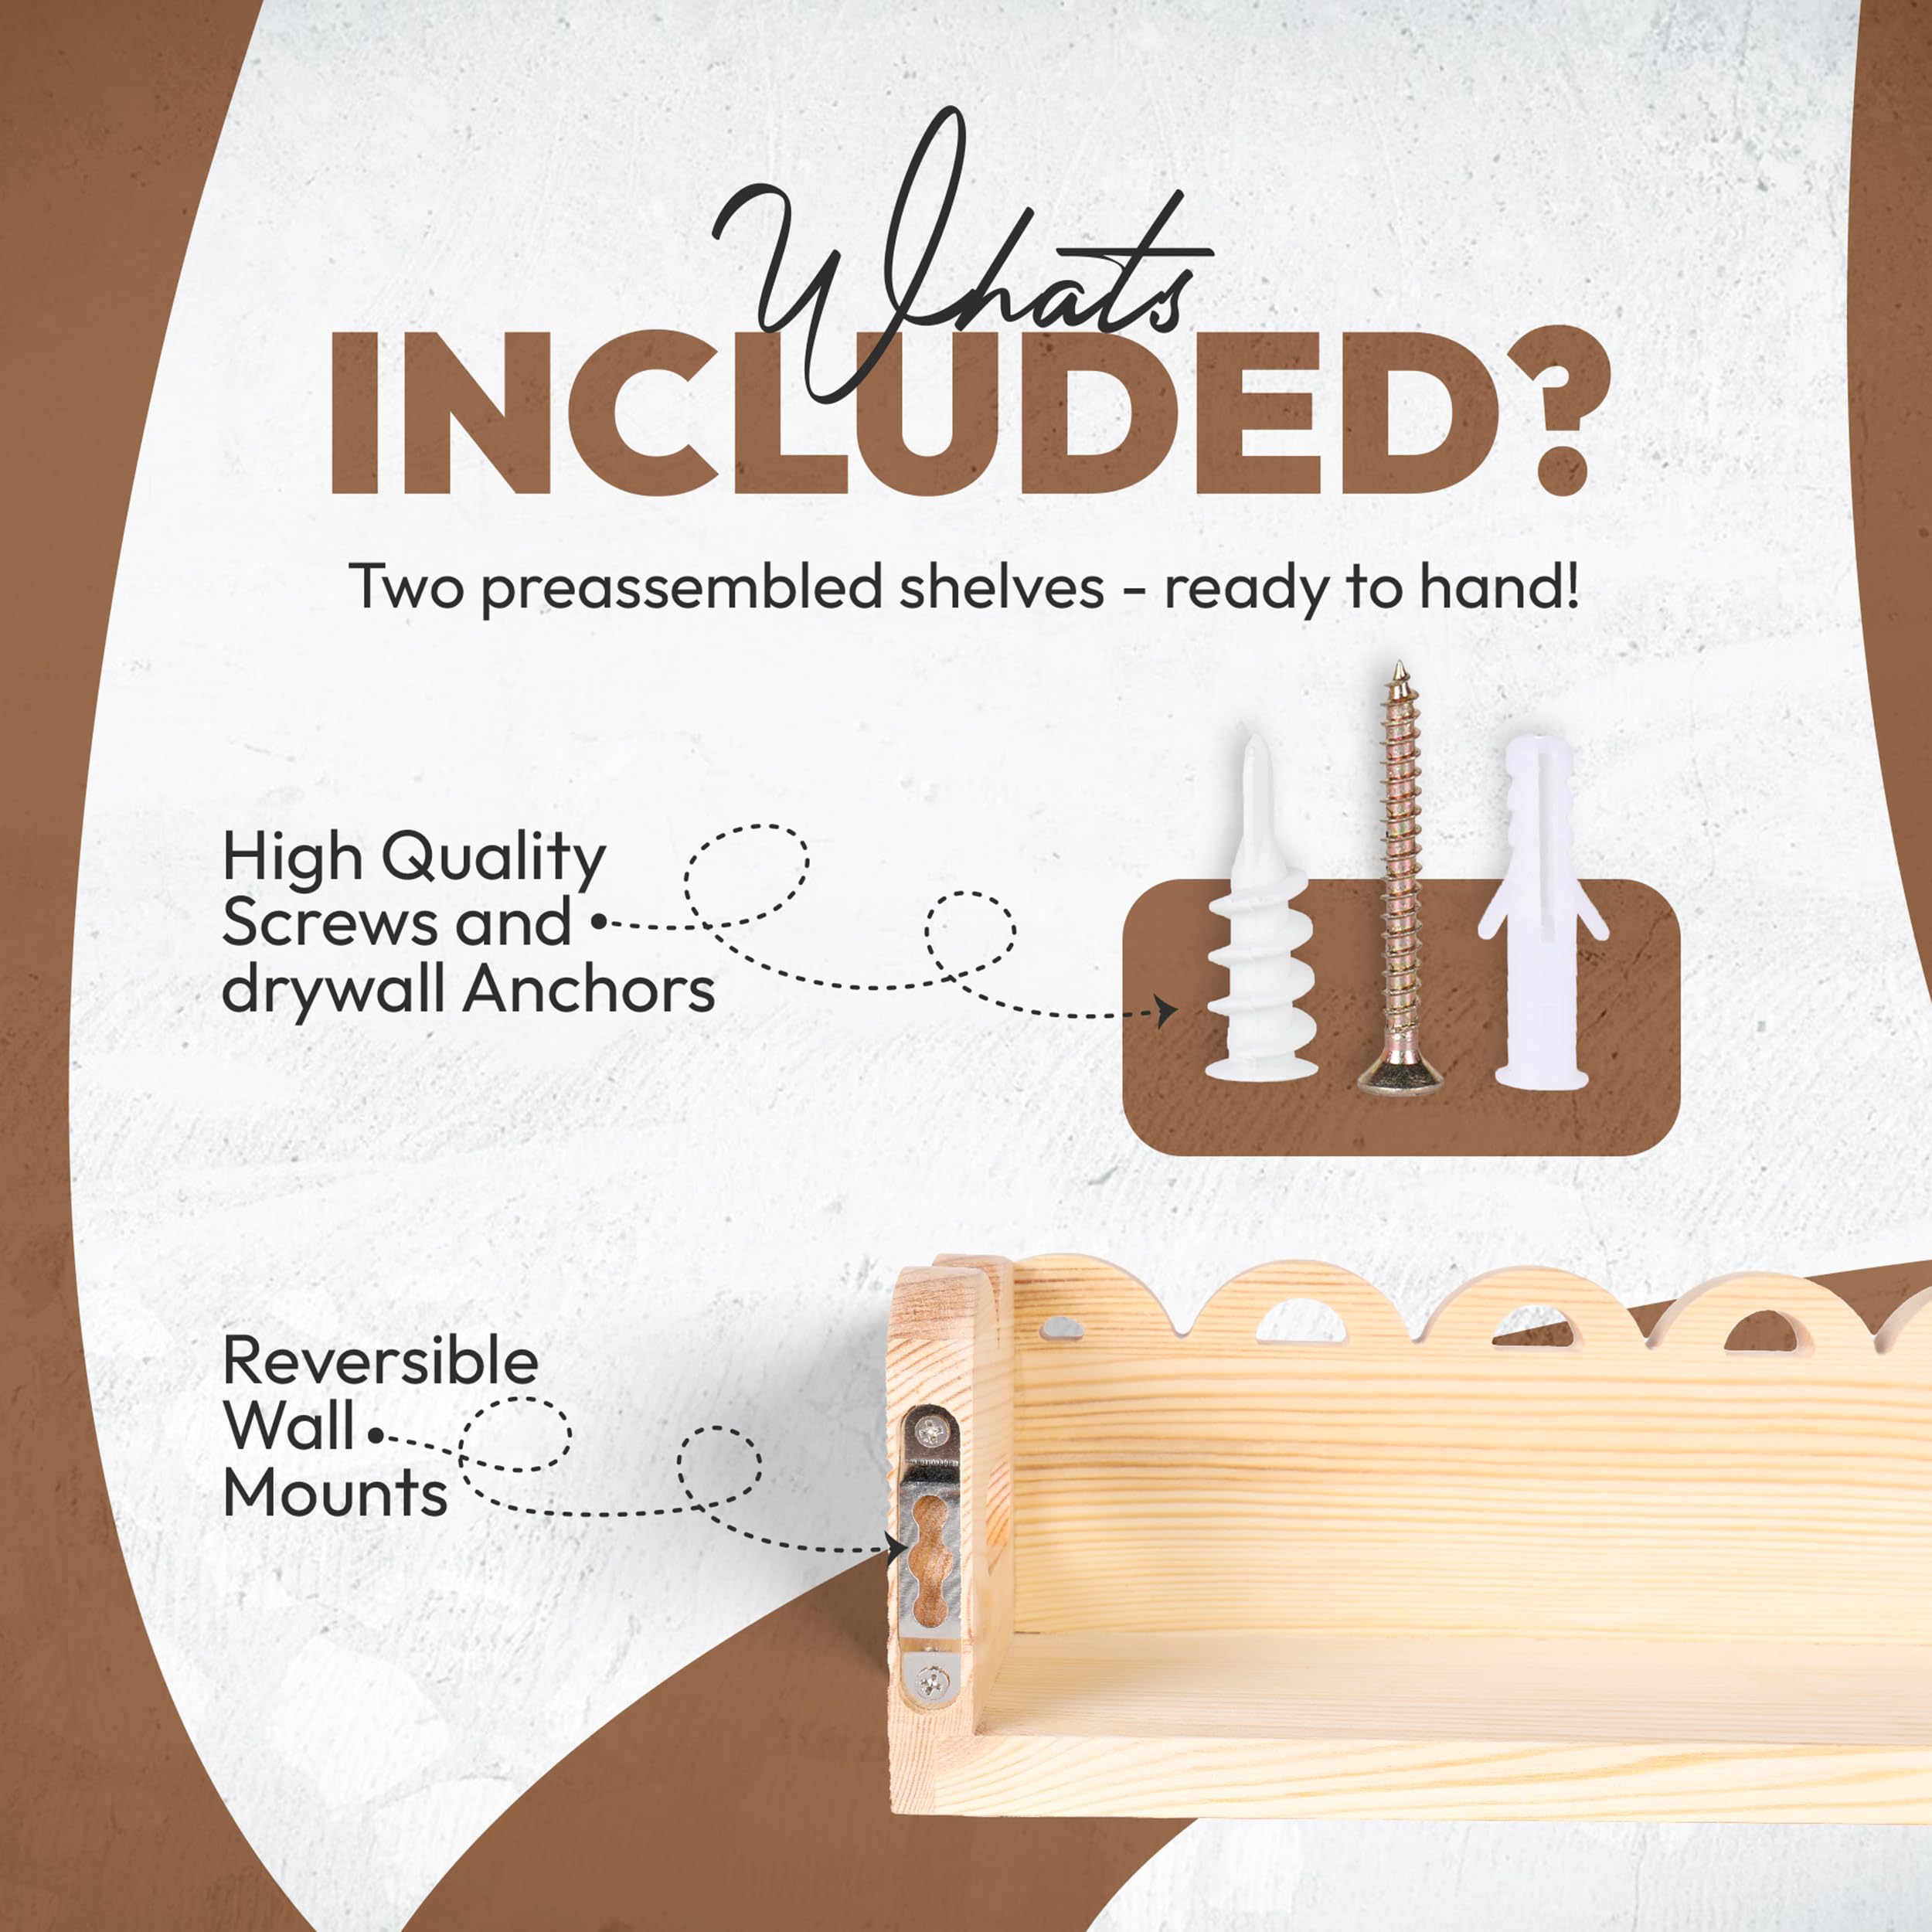 Whats
INCLUDED?
Two preassembled shelves - ready to hand!
High Quality
Screws and
drywall Anchors
Reversible
Wall
Mounts